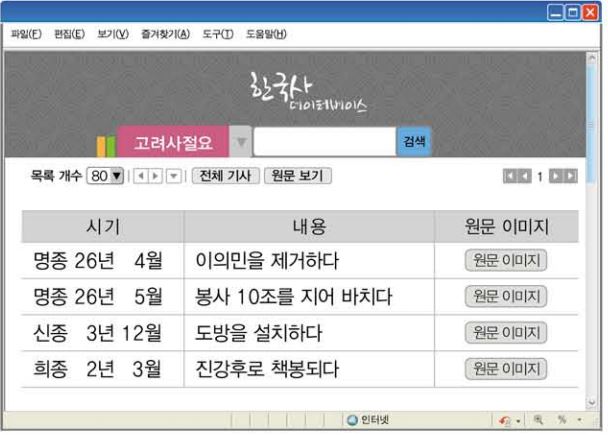 파일(F) 편집(E) 보기(V) 즐겨찾기(A) 도구(T) 도움말(H)
한국사
데이터베이스
고려사절요 검색
목록 개수 80 전체 기사 원문 보기 1
시기 내용 원문 이미지
명종 26년 4월 이의민을 제거하다 원문 이미지
명종 26년 5월 봉사 10조를 지어 바치다 원문 이미지
신종 3년 12월 도방을 설치하다 원문 이미지
희종 2년 3월 진강후로 책봉되다 원문 이미지
인터넷 %